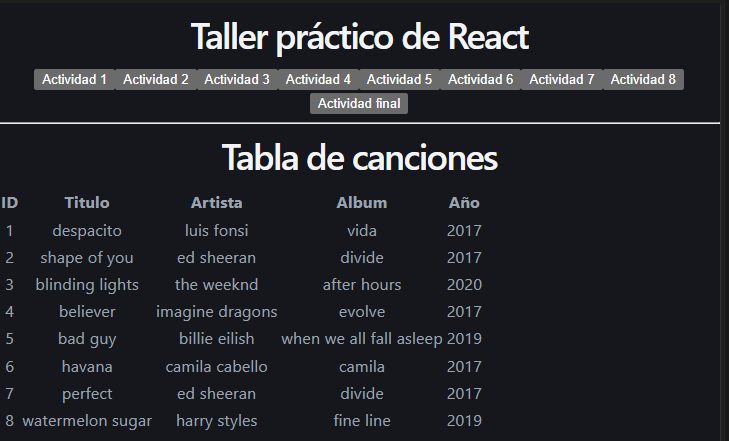 Taller práctico de React
Actividad 1 Actividad 2 Actividad 3 Actividad 4 Actividad 5 Actividad 6 Actividad 7 Actividad 8
Actividad final
Tabla de canciones
ID Titulo Artista Album Año
1 despacito luis fonsi vida 2017
2 shape of you ed sheeran divide 2017
3 blinding lights the weeknd after hours 2020
4 believer imagine dragons evolve 2017
5 bad guy billie eilish when we all fall asleep 2019
6 havana camila cabello camila 2017
7 perfect ed sheeran divide 2017
8 watermelon sugar harry styles fine line 2019